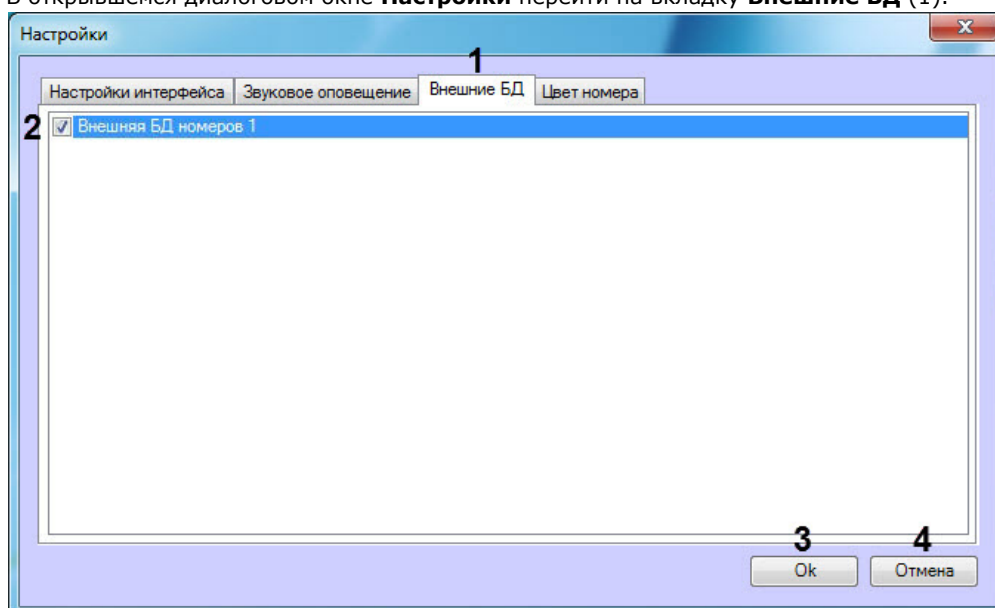 В открывшемся диалоговом окне Настройки перейти на вкладку Внешние БД (1).
Настройки
1
Настройки интерфейса Звуковое оповещение Внешние БД Цвет номера
2 Внешняя БД номеров 1
3 4
Ok Отмена